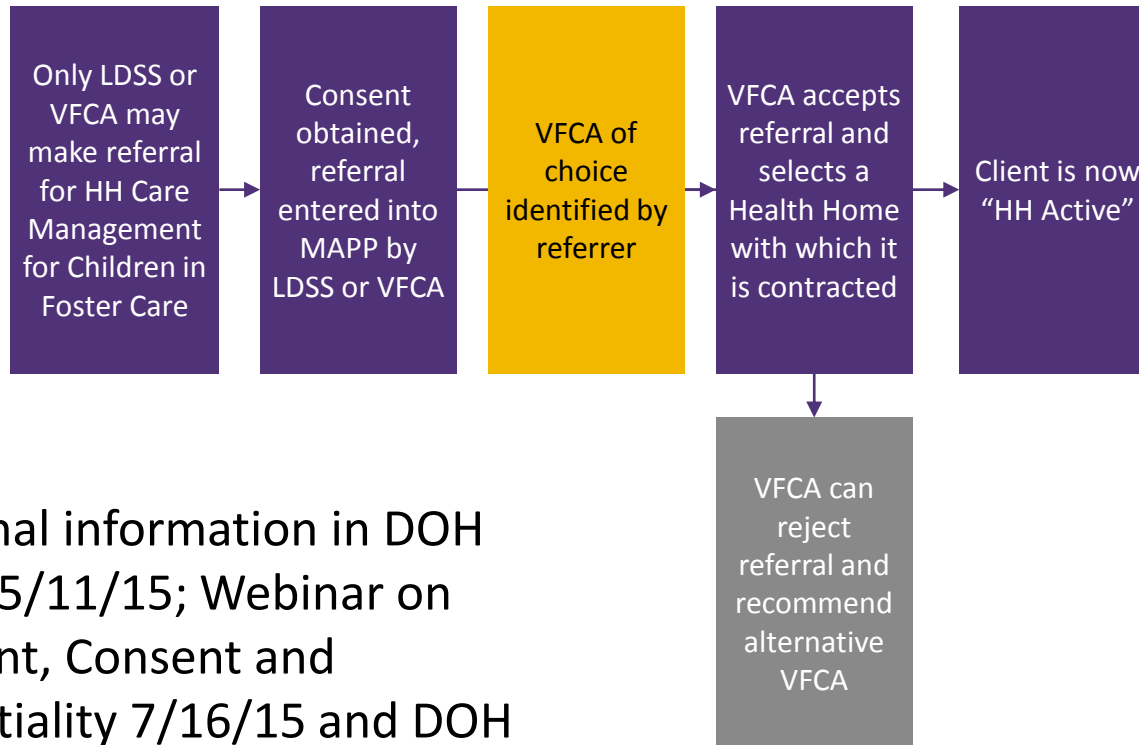 Only LDSS or
VFCA may
make referral
for HH Care
Management
for Children in
Foster Care
Consent
obtained,
referral
entered into
MAPP by
LDSS or VFCA
VFCA of
choice
identified by
referrer
VFCA accepts
referral and
selects a
Health Home
with which it
is contracted
Client is now
“HH Active”
VFCA can
reject
referral and
recommend
alternative
VFCA
nal information in DOH
5/11/15; Webinar on
nt, Consent and
tiality 7/16/15 and DOH